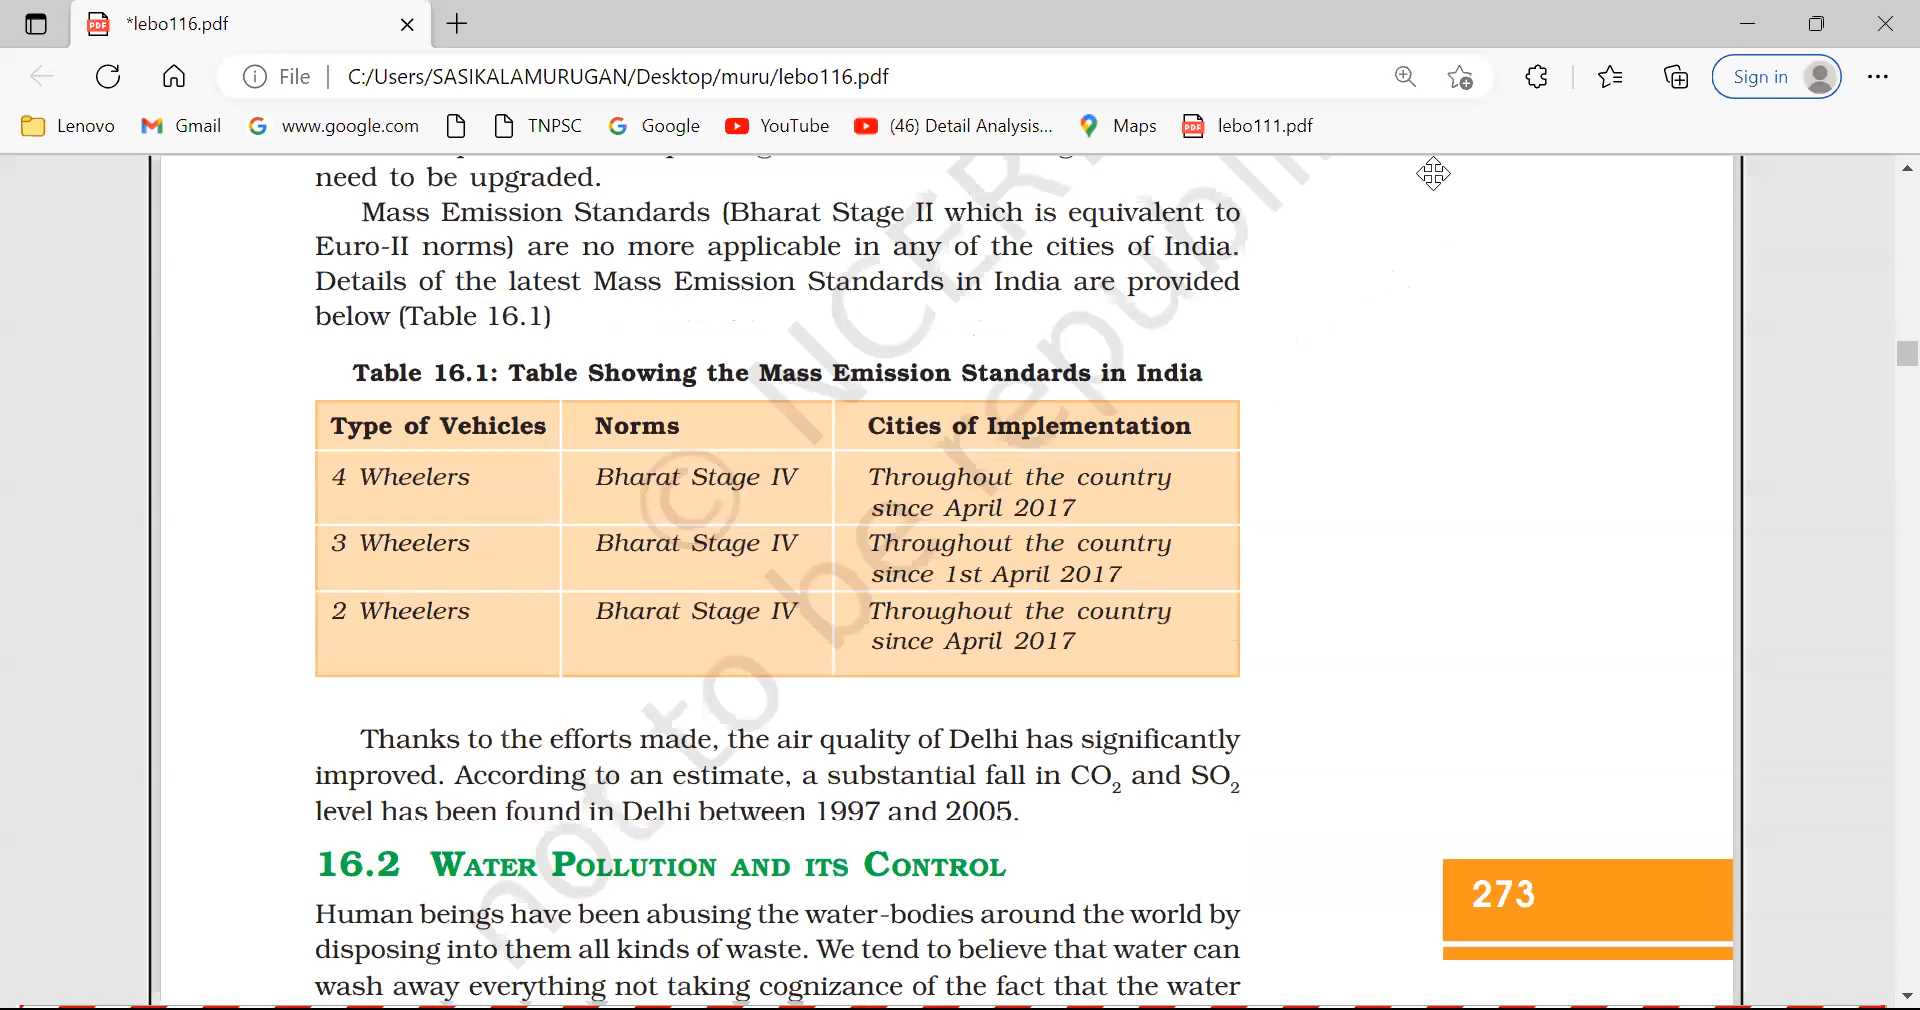 *lebo116.pdf
File | C:/Users/SASIKALAMURUGAN/Desktop/muru/lebo116.pdf
Sign in
Lenovo Gmail www.google.com TNPSC Google YouTube (46) Detail Analysis... Maps lebo111.pdf
need to be upgraded.
Mass Emission Standards (Bharat Stage II which is equivalent to
Euro-II norms) are no more applicable in any of the cities of India.
Details of the latest Mass Emission Standards in India are provided
below (Table 16.1)
Table 16.1: Table Showing the Mass Emission Standards in India
Type of Vehicles Norms Cities of Implementation
4 Wheelers Bharat Stage IV Throughout the country
since April 2017
3 Wheelers Bharat Stage IV Throughout the country
since 1st April 2017
2 Wheelers Bharat Stage IV Throughout the country
since April 2017
Thanks to the efforts made, the air quality of Delhi has significantly
improved. According to an estimate, a substantial fall in CO₂ and SO₂
level has been found in Delhi between 1997 and 2005.
16.2 WATER POLLUTION AND ITS CONTROL
273
Human beings have been abusing the water-bodies around the world by
disposing into them all kinds of waste. We tend to believe that water can
wash away everything not taking cognizance of the fact that the water
© NCER
not to be republi